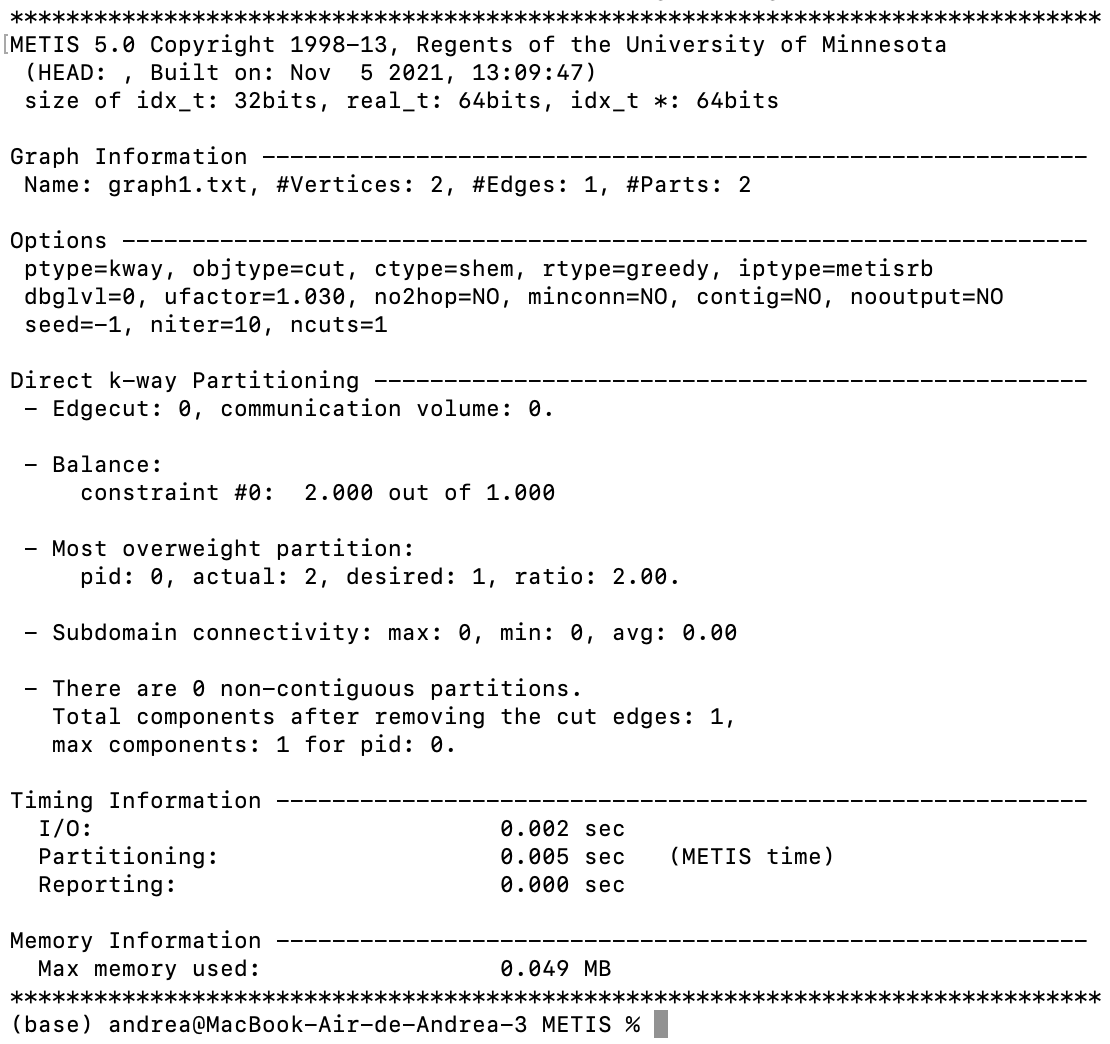 ******************************************************************************
[METIS 5.0 Copyright 1998-13, Regents of the University of Minnesota
(HEAD: , Built on: Nov  5 2021, 13:09:47)
size of idx_t: 32bits, real_t: 64bits, idx_t *: 64bits
Graph Information -----------------------------------------------------------
Name: graph1.txt, #Vertices: 2, #Edges: 1, #Parts: 2
Options ---------------------------------------------------------------------
ptype=kway, objtype=cut, ctype=shem, rtype=greedy, iptype=metisrb
dbglvl=0, ufactor=1.030, no2hop=NO, minconn=NO, contig=NO, nooutput=NO
seed=-1, niter=10, ncuts=1
Direct k-way Partitioning ---------------------------------------------------
- Edgecut: 0, communication volume: 0.
- Balance:
constraint #0:  2.000 out of 1.000
- Most overweight partition:
pid: 0, actual: 2, desired: 1, ratio: 2.00.
- Subdomain connectivity: max: 0, min: 0, avg: 0.00
- There are 0 non-contiguous partitions.
Total components after removing the cut edges: 1,
max components: 1 for pid: 0.
Timing Information ----------------------------------------------------------
I/O: 0.002 sec
Partitioning: 0.005 sec   (METIS time)
Reporting: 0.000 sec
Memory Information ----------------------------------------------------------
Max memory used: 0.049 MB
******************************************************************************
(base) andrea@MacBook-Air-de-Andrea-3 METIS %